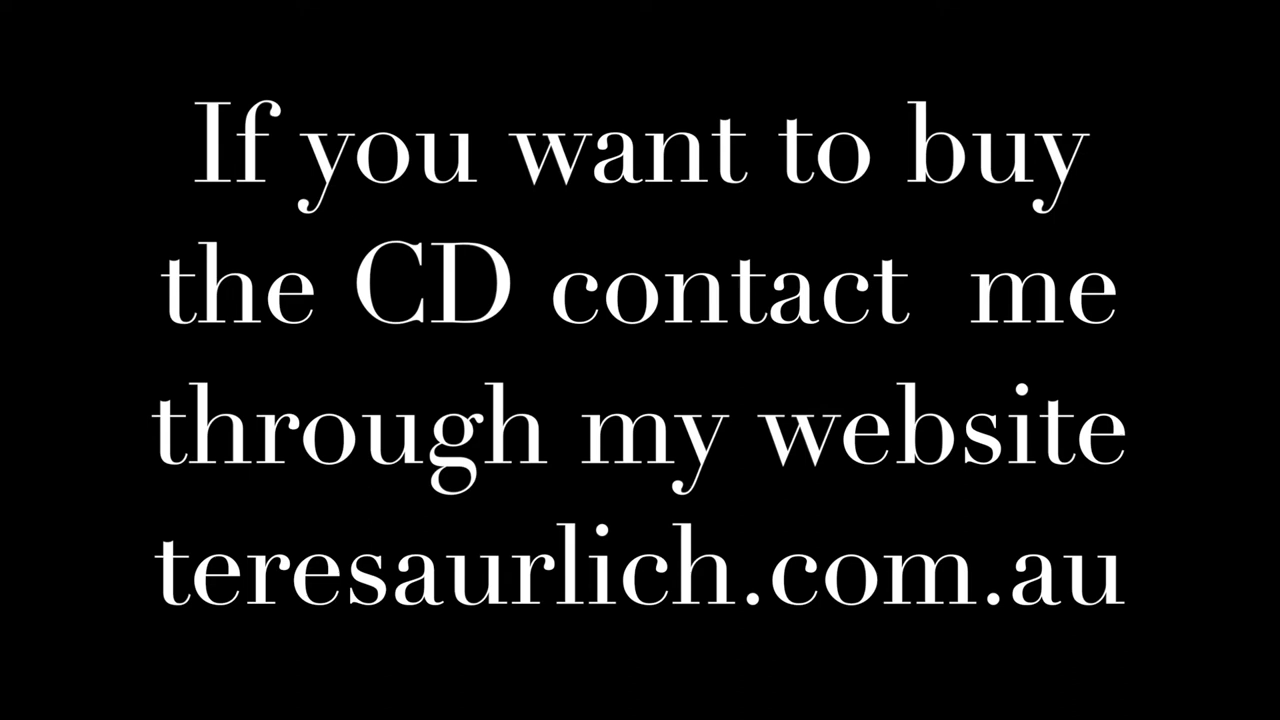 If you want to buy
the CD contact  me
through my website
teresaurlich.com.au